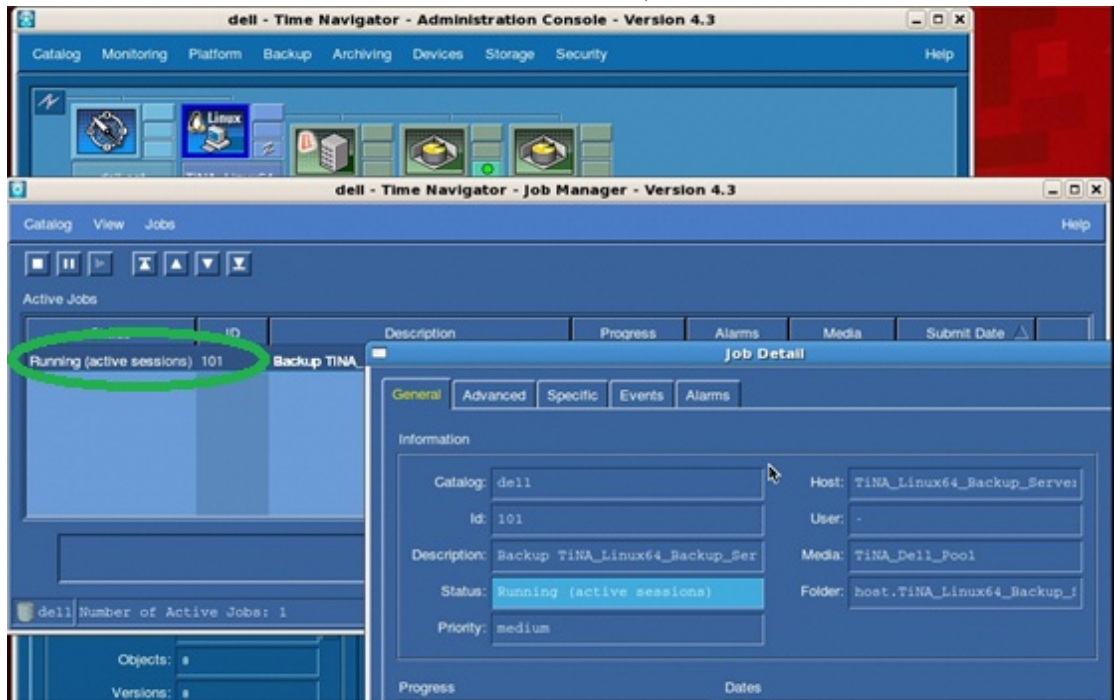 dell - Time Navigator - Administration Console - Version 4.3
Catalog Monitoring Platform Backup Archiving Devices Storage Security Help
Linux
dell - Time Navigator - Job Manager - Version 4.3
Catalog View Jobs Help
Active Jobs
ID Description Progress Alarms Media Submit Date
Running (active sessions) 101 Backup TINA_
Job Detail
General Advanced Specific Events Alarms
Information
Catalog: dell Host: TiNA_Linux64_Backup_Server
Id: 101 User: -
Description: Backup TiNA_Linux64_Backup_Ser Media: TiNA_Dell_Pool
Status: Running (active sessions) Folder: host.TiNA_Linux64_Backup_S
Priority: medium
dell Number of Active Jobs: 1
Objects:
Versions:
Progress Dates